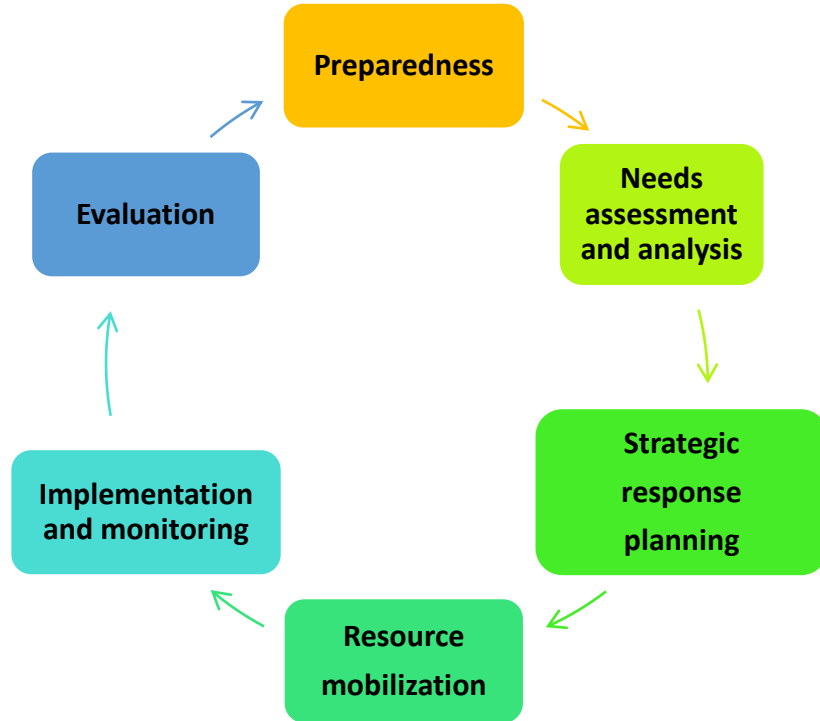 Preparedness
Needs
assessment
and analysis
Strategic
response
planning
Resource
mobilization
Implementation
and monitoring
Evaluation